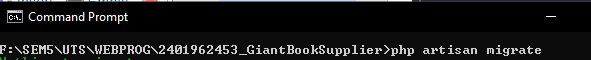 Command Prompt
F:\SEM5\UTS\WEBPROG\2401962453_GiantBookSupplier>php artisan migrate